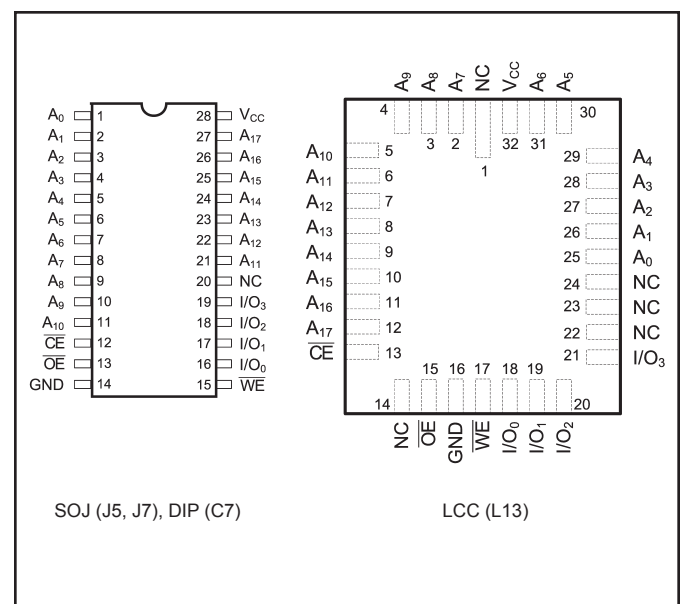 A0 1 28 VCC
A1 2 27 A17
A2 3 26 A16
A3 4 25 A15
A4 5 24 A14
A5 6 23 A13
A6 7 22 A12
A7 8 21 A11
A8 9 20 NC
A9 10 19 I/O3
A10 11 18 I/O2
CE 12 17 I/O1
OE 13 16 I/O0
GND 14 15 WE
SOJ (J5, J7), DIP (C7)
A9 A8 A7 NC VCC A6 A5
4 3 2 1 32 31 30
A10 5 29 A4
A11 6 28 A3
A12 7 27 A2
A13 8 26 A1
A14 9 25 A0
A15 10 24 NC
A16 11 23 NC
A17 12 22 NC
CE 13 21 I/O3
14 15 16 17 18 19 20
NC OE GND WE I/O0 I/O1 I/O2
LCC (L13)